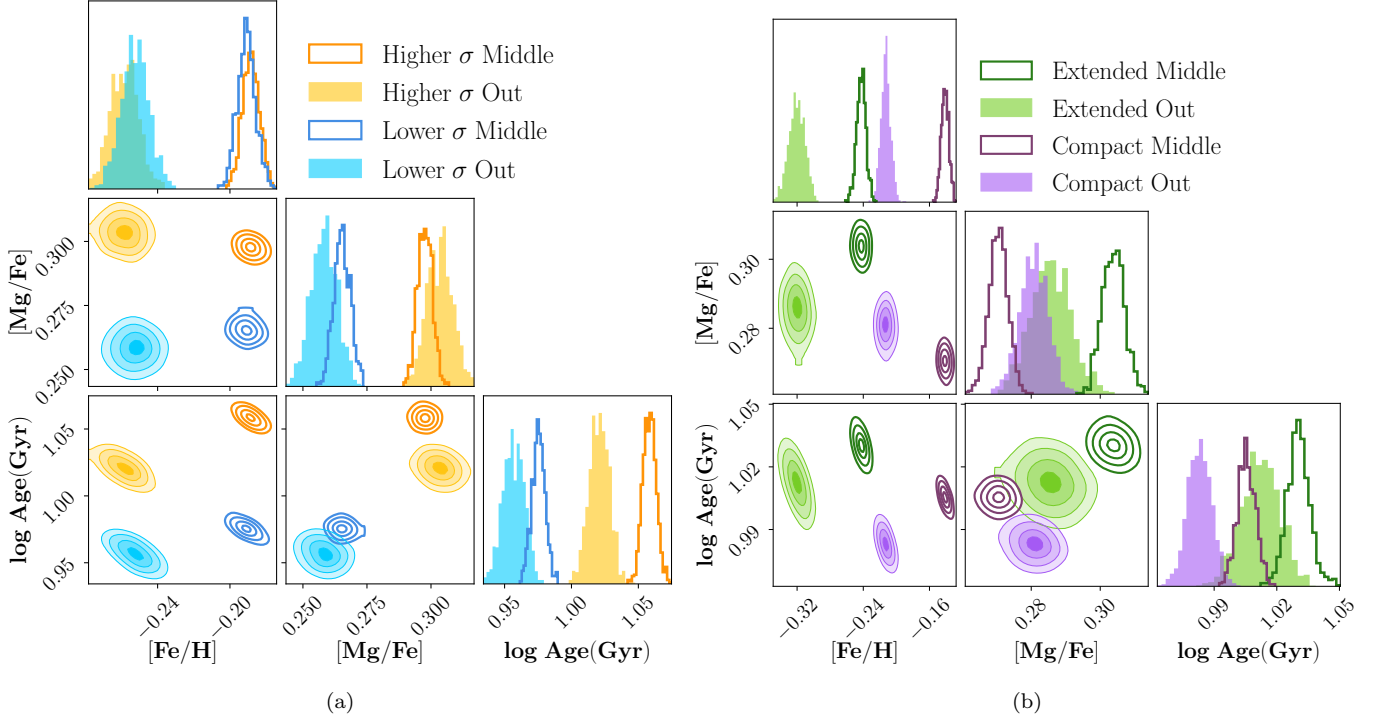 Higher σ Middle
Higher σ Out
Lower σ Middle
Lower σ Out
[Mg/Fe]
0.300
0.275
0.250
log Age(Gyr)
1.05
1.00
0.95
−0.24
−0.20
[Fe/H]
0.250
0.275
0.300
[Mg/Fe]
0.95
1.00
1.05
log Age(Gyr)
(a)
Extended Middle
Extended Out
Compact Middle
Compact Out
[Mg/Fe]
0.30
0.28
log Age(Gyr)
1.05
1.02
0.99
−0.32
−0.24
−0.16
[Fe/H]
0.28
0.30
[Mg/Fe]
0.99
1.02
1.05
log Age(Gyr)
(b)